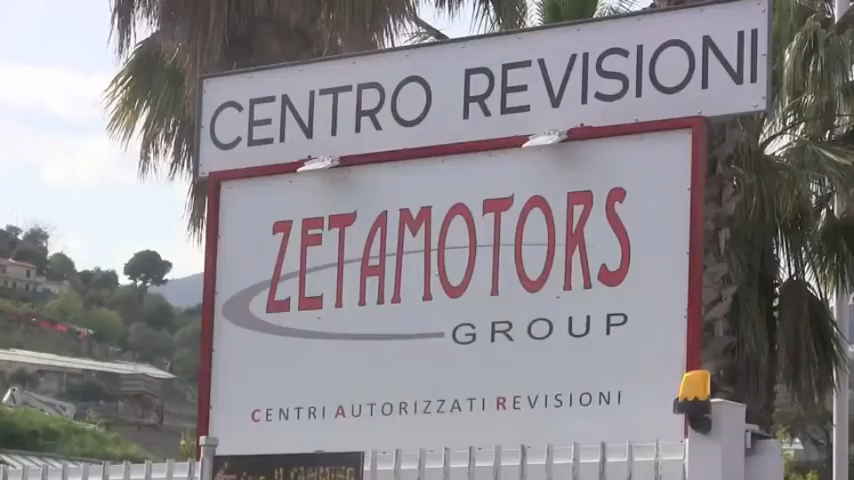 CENTRO REVISIONI
ZETAMOTORS
GROUP
CENTRI AUTORIZZATI REVISIONI